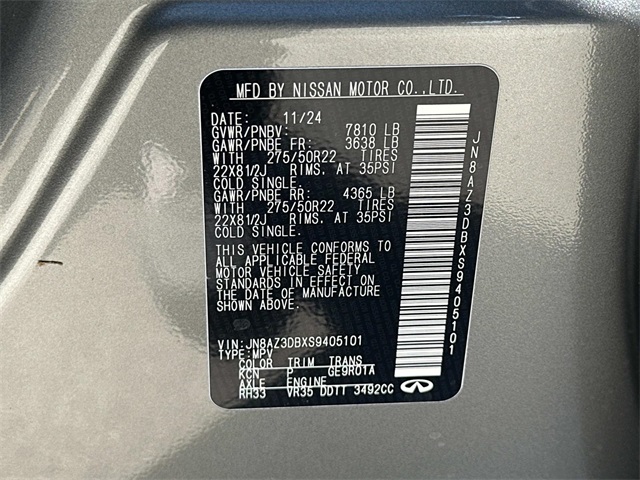 MFD BY NISSAN MOTOR CO.,LTD.
DATE: 11/24
GVWR/PNBV: 7810 LB
GAWR/PNBE FR: 3638 LB
WITH 275/50R22 TIRES
22X81/2J RIMS, AT 35PSI
COLD SINGLE.
GAWR/PNBE RR: 4365 LB
WITH 275/50R22 TIRES
22X81/2J RIMS, AT 35PSI
COLD SINGLE.
THIS VEHICLE CONFORMS TO
ALL APPLICABLE FEDERAL
MOTOR VEHICLE SAFETY
STANDARDS IN EFFECT ON
THE DATE OF MANUFACTURE
SHOWN ABOVE.
VIN:JN8AZ3DBXS9405101
TYPE:MPV
COLOR TRIM TRANS
KCN P GE9R01A
AXLE ENGINE
RH33 VR35 DDTT 3492CC
JN8AZ3DBXS9405101